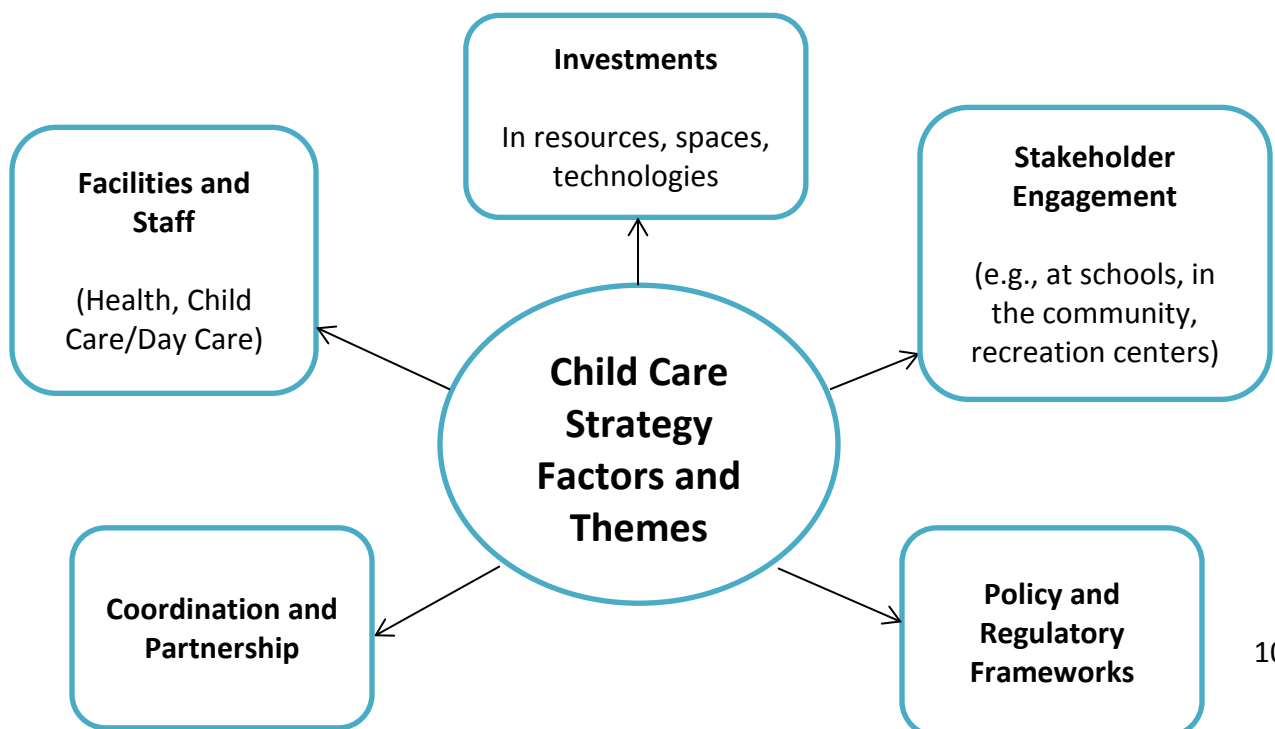 Investments
In resources, spaces,
technologies
Facilities and
Staff
(Health, Child
Care/Day Care)
Stakeholder
Engagement
(e.g., at schools, in
the community,
recreation centers)
Child Care
Strategy
Factors and
Themes
Coordination and
Partnership
Policy and
Regulatory
Frameworks
10